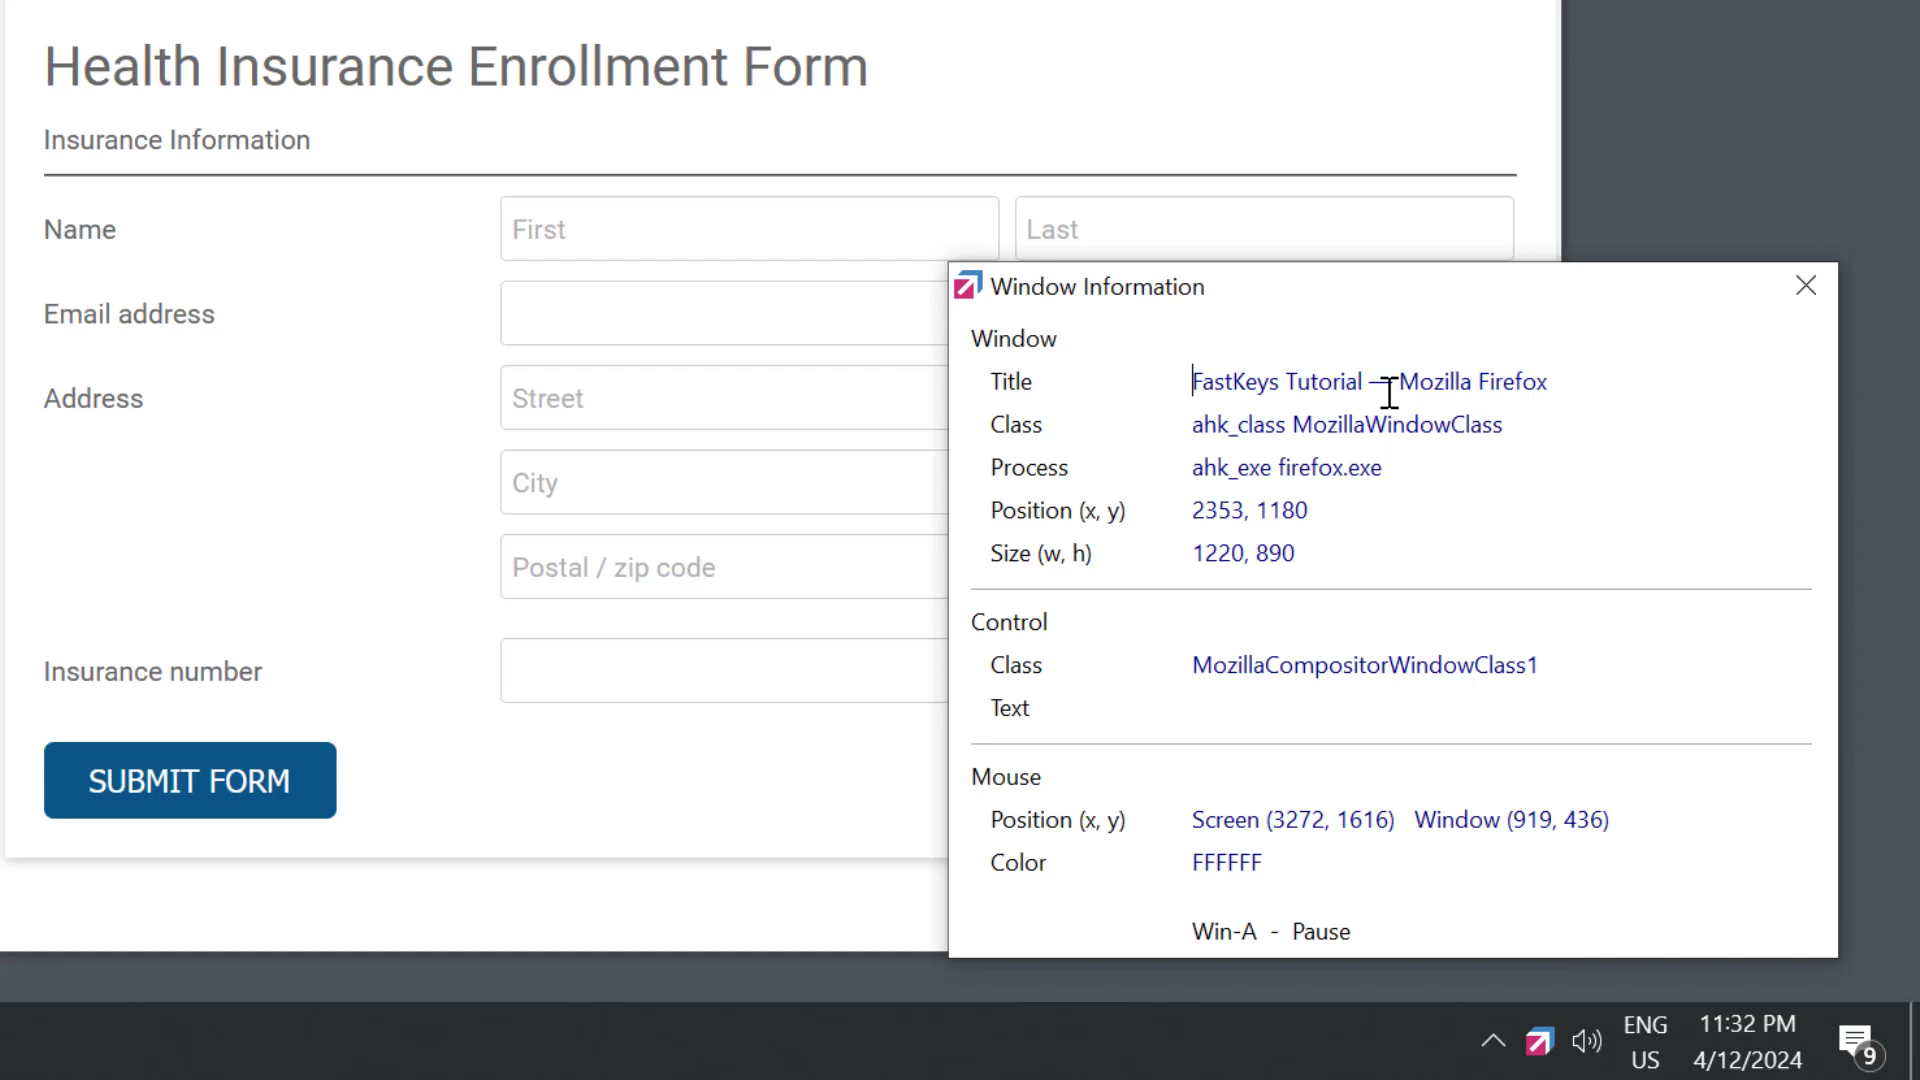 Health Insurance Enrollment Form
Insurance Information
Name
First
Last
Email address
Address
Street
City
Postal / zip code
Insurance number
SUBMIT FORM
Window Information
Window
Title FastKeys Tutorial — Mozilla Firefox
Class ahk_class MozillaWindowClass
Process ahk_exe firefox.exe
Position (x, y) 2353, 1180
Size (w, h) 1220, 890
Control
Class MozillaCompositorWindowClass1
Text
Mouse
Position (x, y) Screen (3272, 1616) Window (919, 436)
Color FFFFFF
Win-A - Pause
ENG
US
11:32 PM
4/12/2024
9